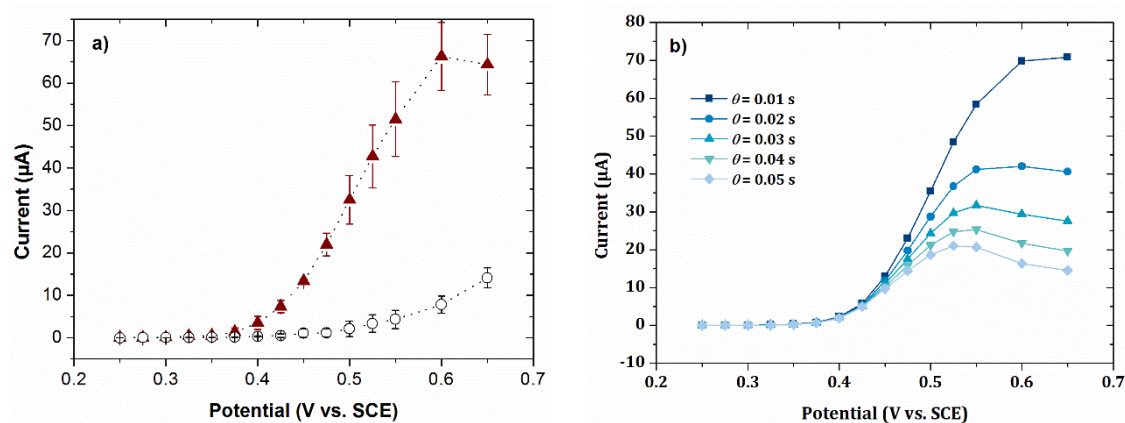 a)
70
60
50
40
30
20
10
0
Current (µA)
0.2 0.3 0.4 0.5 0.6 0.7
Potential (V vs. SCE)
b)
80
70
60
50
40
30
20
10
0
-10
Current (µA)
θ = 0.01 s
θ = 0.02 s
θ = 0.03 s
θ = 0.04 s
θ = 0.05 s
0.2 0.3 0.4 0.5 0.6 0.7
Potential (V vs. SCE)